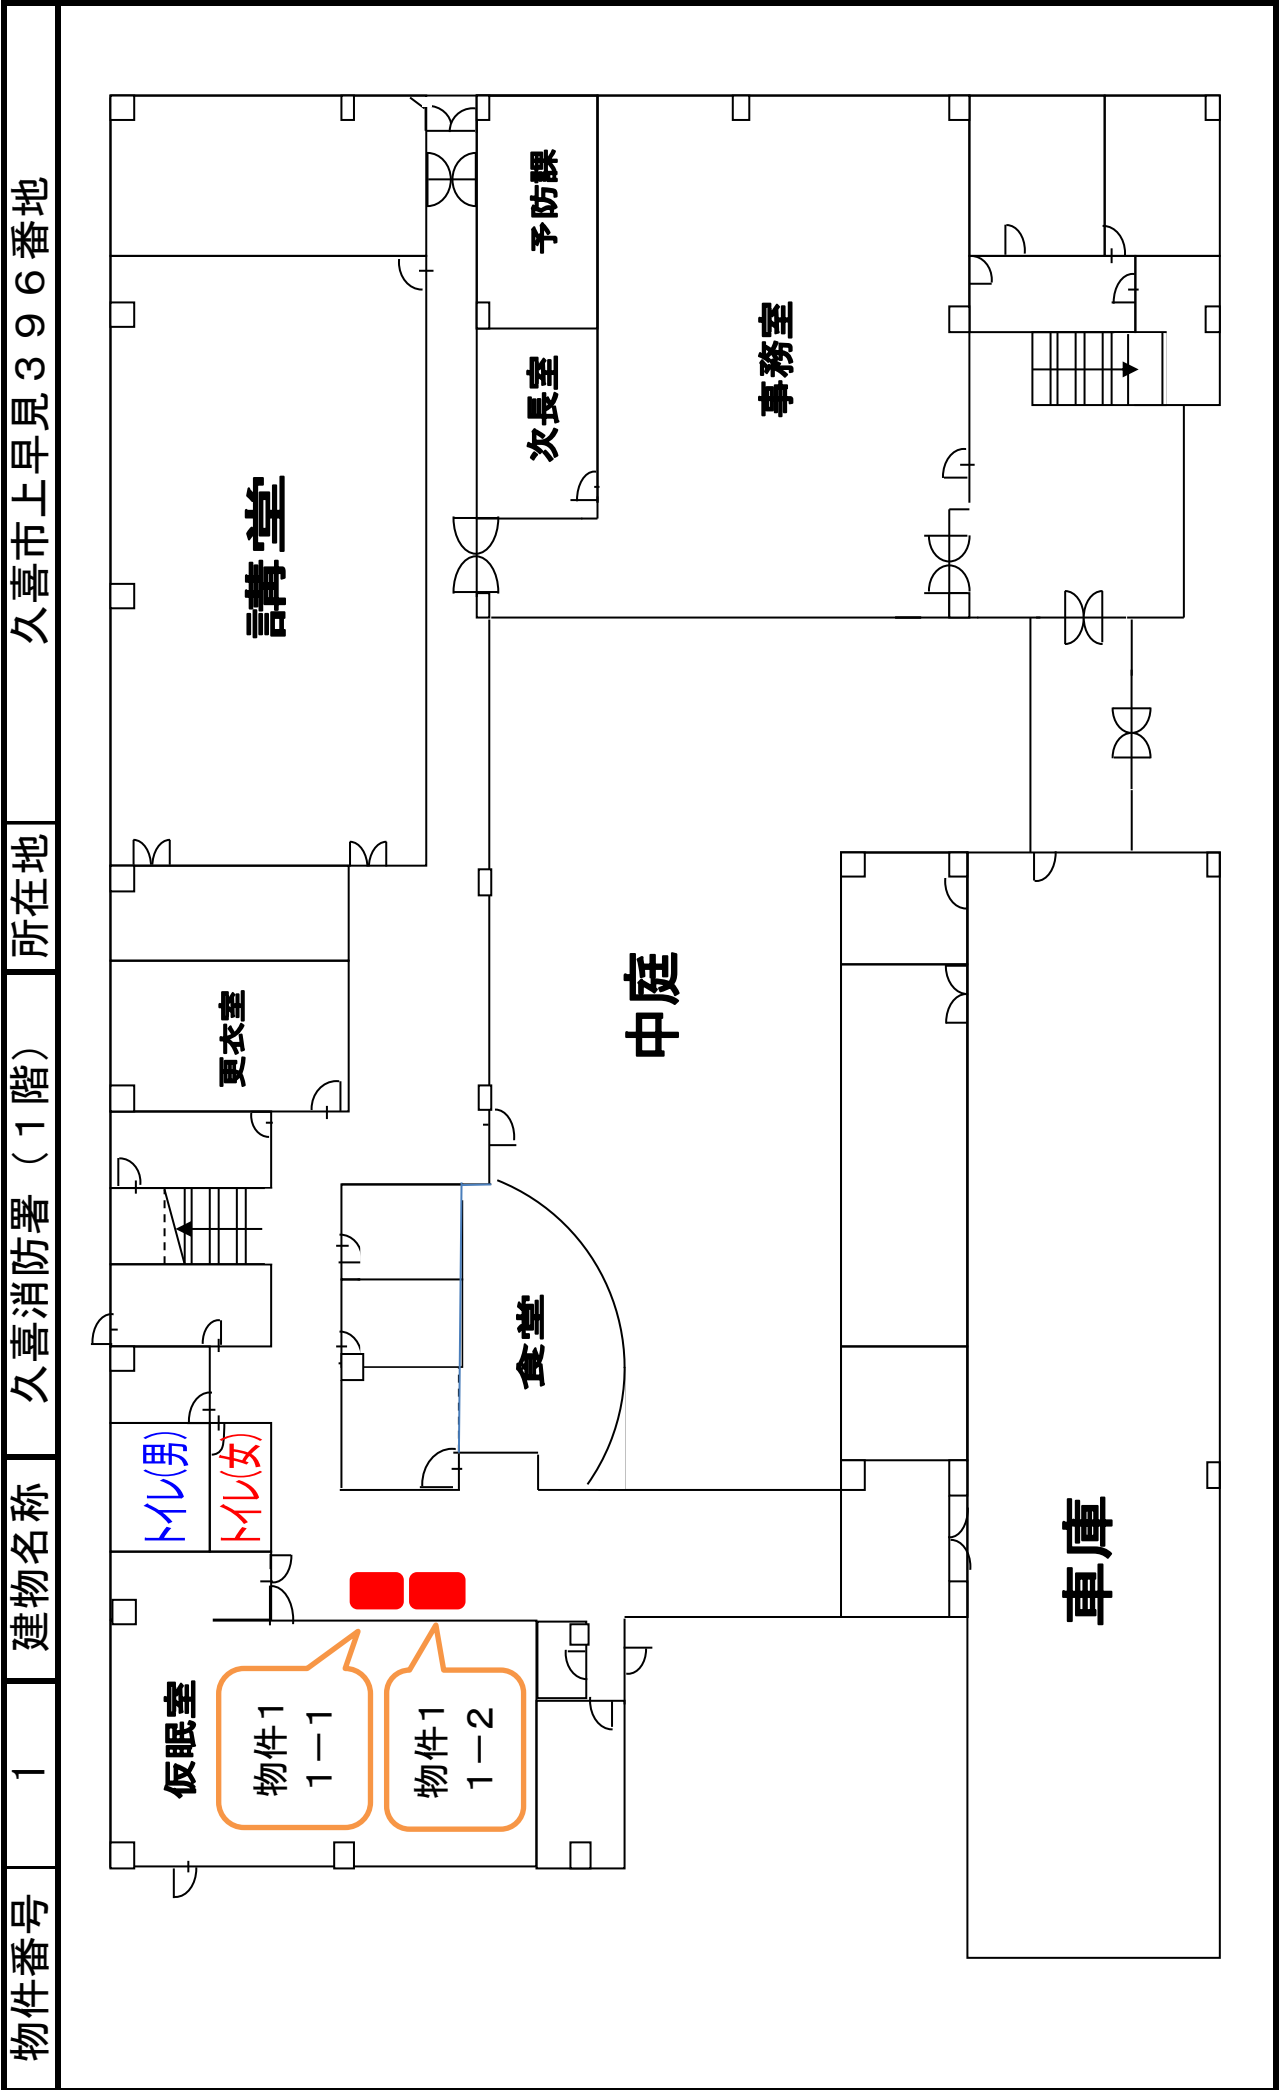 物件番号
1
建物名称
久喜消防署（１階）
所在地
久喜市上早見３９６番地
講堂
予防課
次長室
事務室
更衣室
中庭
食堂
トイレ(男)
トイレ(女)
仮眠室
物件1
１－１
物件1
１－２
車庫